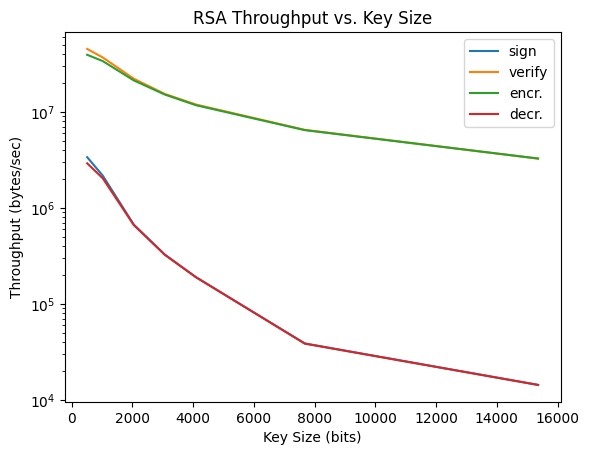 RSA Throughput vs. Key Size
sign
verify
encr.
decr.
Throughput (bytes/sec)
10^7
10^6
10^5
10^4
0 2000 4000 6000 8000 10000 12000 14000 16000
Key Size (bits)